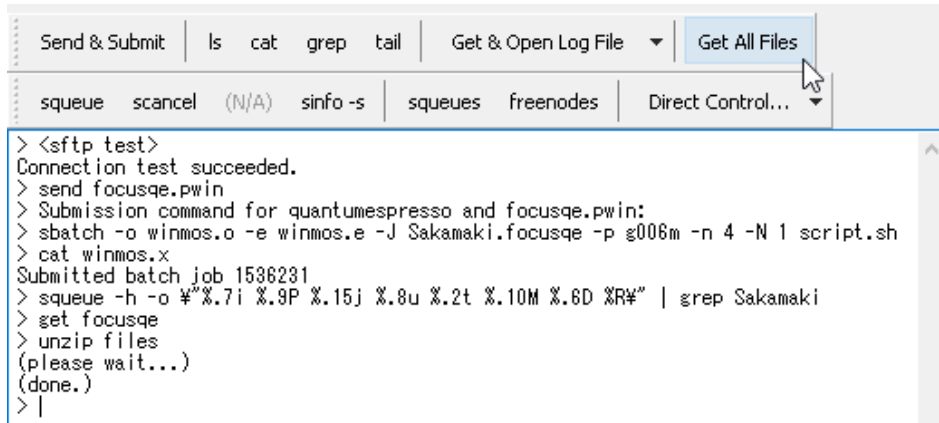 Send & Submit ls cat grep tail Get & Open Log File Get All Files
squeue scancel (N/A) sinfo -s squeues freenodes Direct Control...
> <sftp test>
Connection test succeeded.
> send focusqe.pwin
> Submission command for quantumespresso and focusqe.pwin:
> sbatch -o winmos.o -e winmos.e -J Sakamaki.focusqe -p g006m -n 4 -N 1 script.sh
> cat winmos.x
Submitted batch job 1536231
> squeue -h -o ¥"%.7i %.9P %.15j %.8u %.2t %.10M %.6D %R¥" | grep Sakamaki
> get focusqe
> unzip files
(please wait...)
(done.)
>